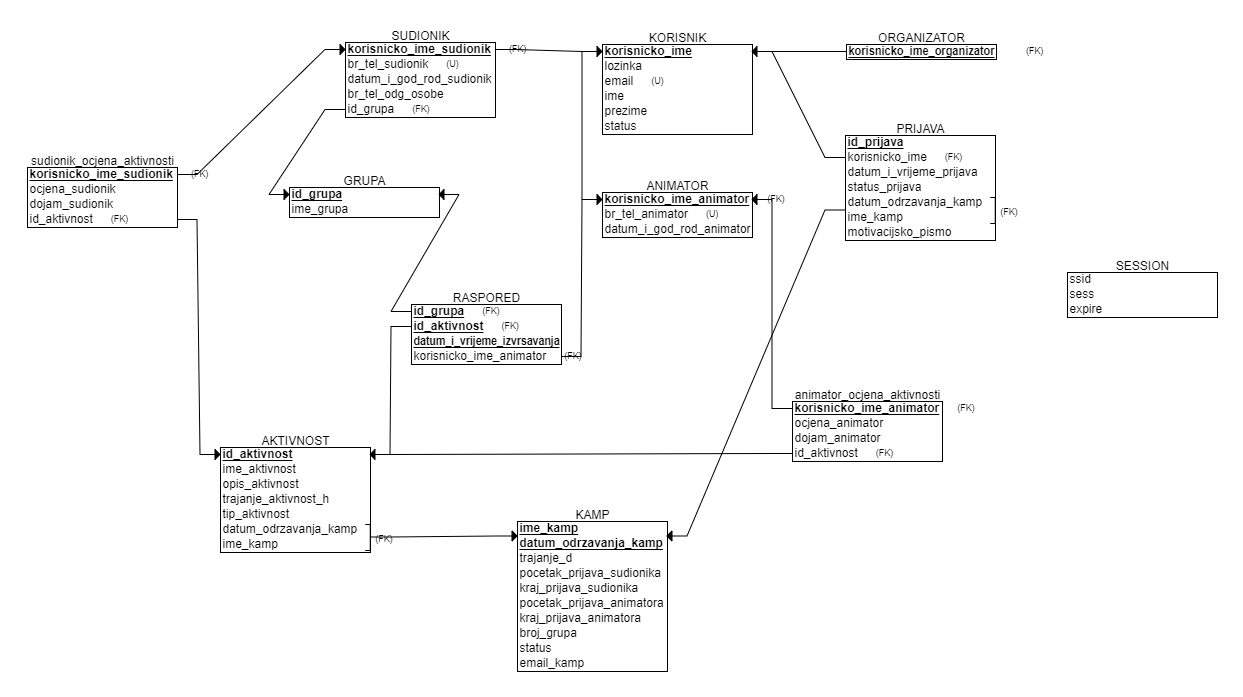 SUDIONIK
korisnicko_ime_sudionik (FK)
br_tel_sudionik (U)
datum_i_god_rod_sudionik
br_tel_odg_osobe
id_grupa (FK)
KORISNIK
korisnicko_ime
lozinka
email (U)
ime
prezime
status
ORGANIZATOR
korisnicko_ime_organizator (FK)
PRIJAVA
id_prijava
korisnicko_ime (FK)
datum_i_vrijeme_prijava
status_prijava
datum_odrzavanja_kamp
ime_kamp
(FK)
motivacijsko_pismo
sudionik_ocjena_aktivnosti
korisnicko_ime_sudionik (FK)
ocjena_sudionik
dojam_sudionik
id_aktivnost (FK)
GRUPA
id_grupa
ime_grupa
ANIMATOR
korisnicko_ime_animator (FK)
br_tel_animator (U)
datum_i_god_rod_animator
SESSION
ssid
sess
expire
RASPORED
id_grupa (FK)
id_aktivnost (FK)
datum_i_vrijeme_izvrsavanja
korisnicko_ime_animator (FK)
animator_ocjena_aktivnosti
korisnicko_ime_animator (FK)
ocjena_animator
dojam_animator
id_aktivnost (FK)
AKTIVNOST
id_aktivnost
ime_aktivnost
opis_aktivnost
trajanje_aktivnost_h
tip_aktivnost
datum_odrzavanja_kamp
ime_kamp
(FK)
KAMP
ime_kamp
datum_odrzavanja_kamp
trajanje_d
pocetak_prijava_sudionika
kraj_prijava_sudionika
pocetak_prijava_animatora
kraj_prijava_animatora
broj_grupa
status
email_kamp